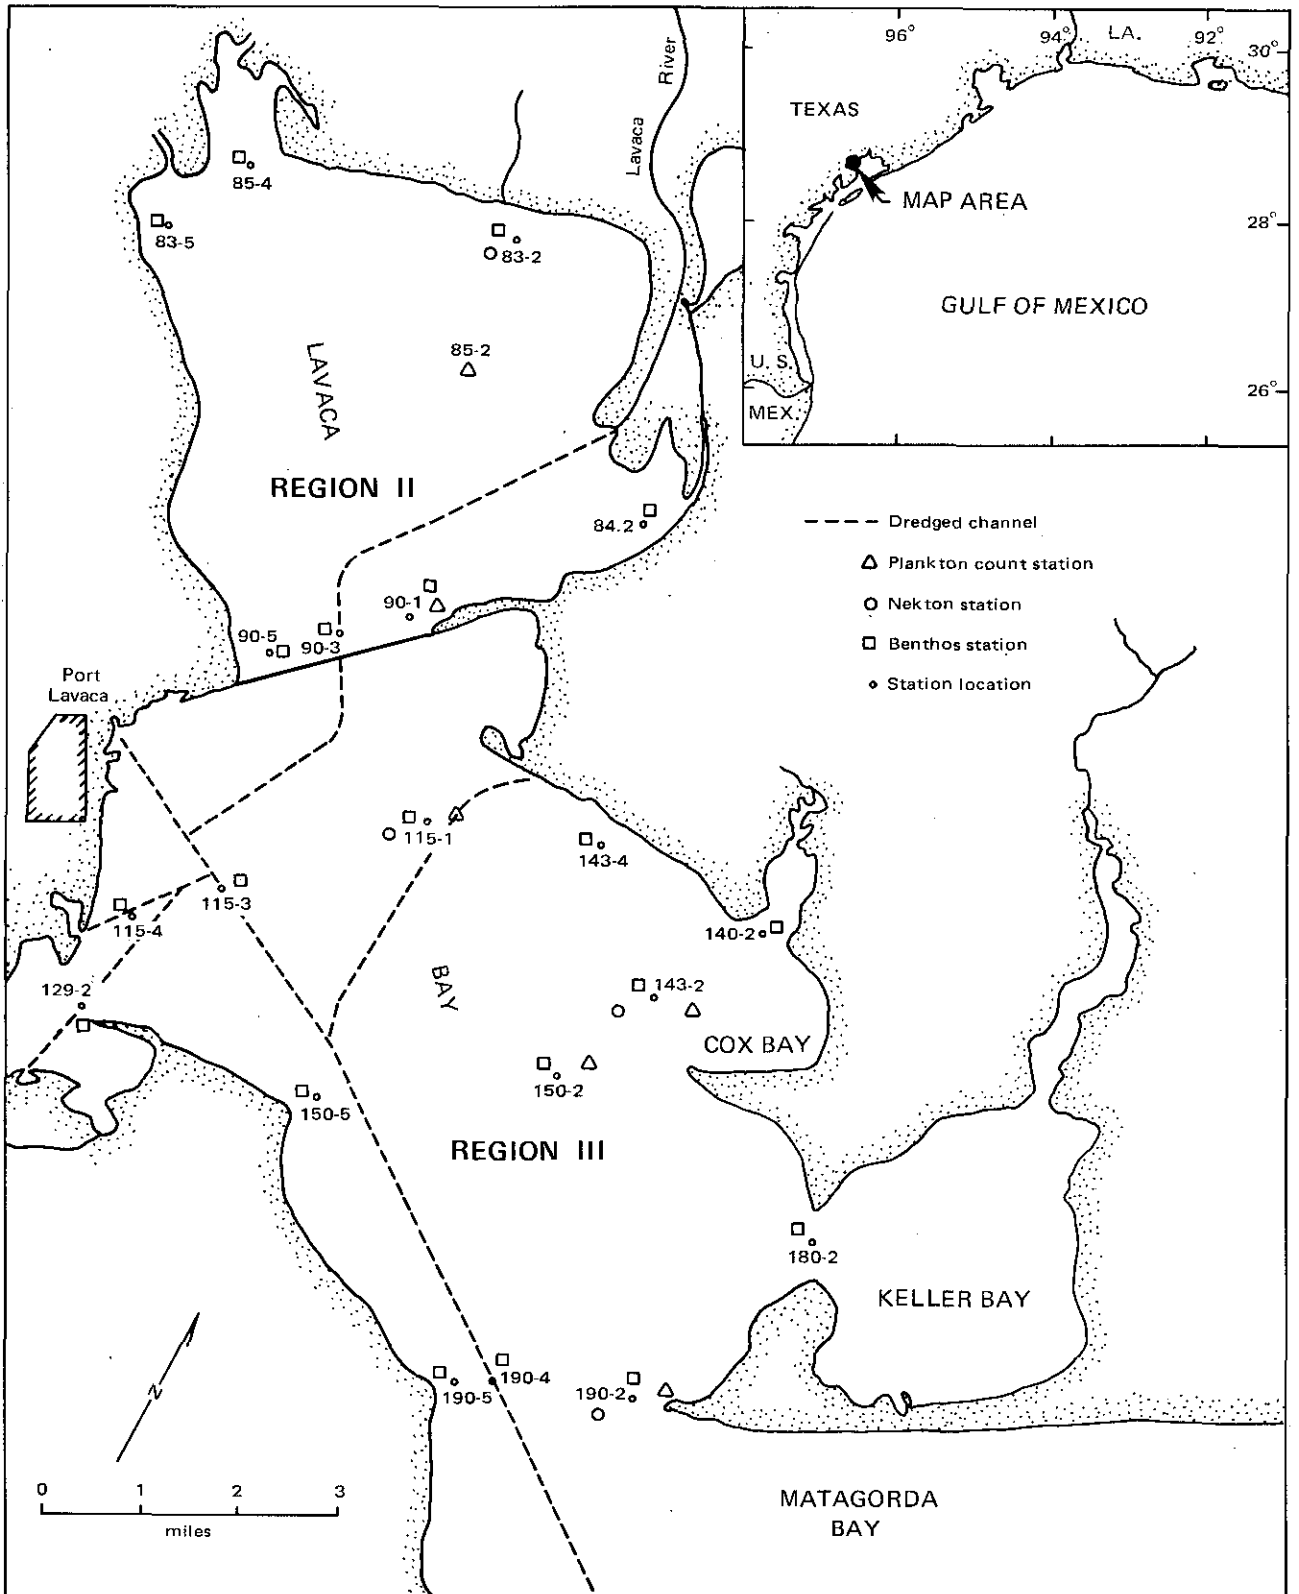 River
Lavaca
96°
94°
LA.
92°
30°
TEXAS
MAP AREA
28°
GULF OF MEXICO
U. S.
26°
MEX.
85-4
83-5
83-2
85-2
LAVACA
REGION II
84.2
90-1
90-5
90-3
Dredged channel
Plankton count station
Nekton station
Benthos station
Station location
Port
Lavaca
115-1
143-4
115-3
115-4
140-2
BAY
129-2
143-2
COX BAY
150-2
150-5
REGION III
180-2
KELLER BAY
190-4
190-5
190-2
N
0 1 2 3
miles
MATAGORDA
BAY